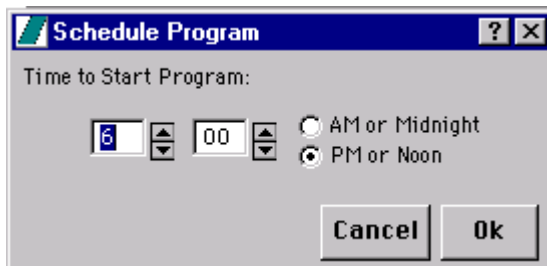 Schedule Program
Time to Start Program:
6 00 AM or Midnight
PM or Noon
Cancel Ok